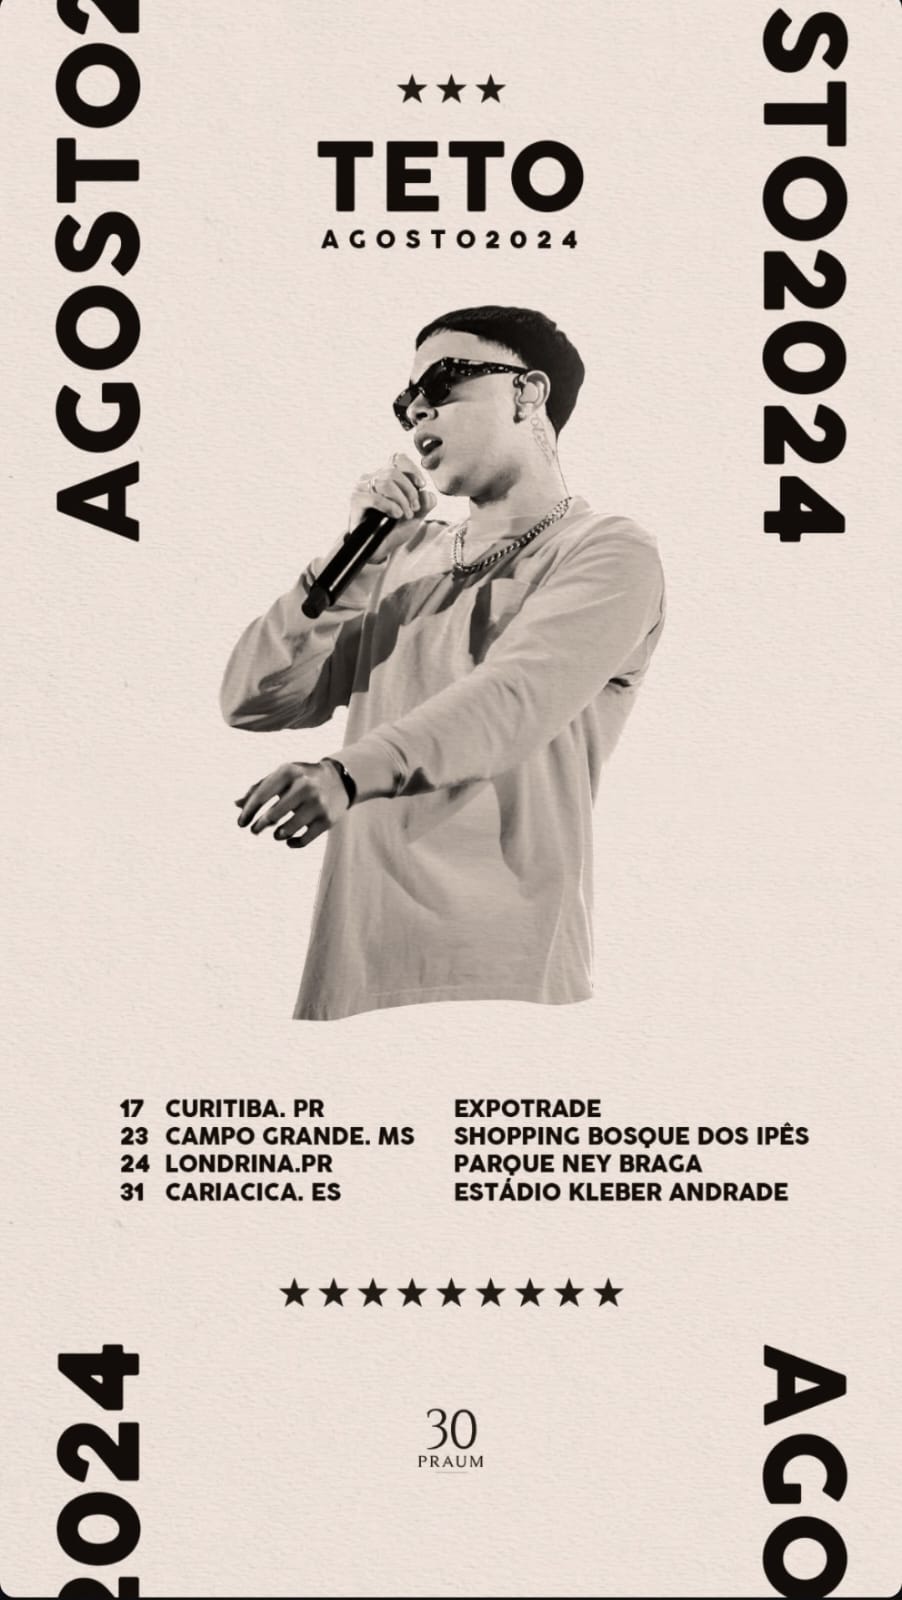 ★★★
TETO
AGOSTO2024
AGOSTO2
STO2024
17 CURITIBA. PR EXPOTRADE
23 CAMPO GRANDE. MS SHOPPING BOSQUE DOS IPÊS
24 LONDRINA.PR PARQUE NEY BRAGA
31 CARIACICA. ES ESTÁDIO KLEBER ANDRADE
★★★★★★★★★
2024
AGO
30
PRAUM